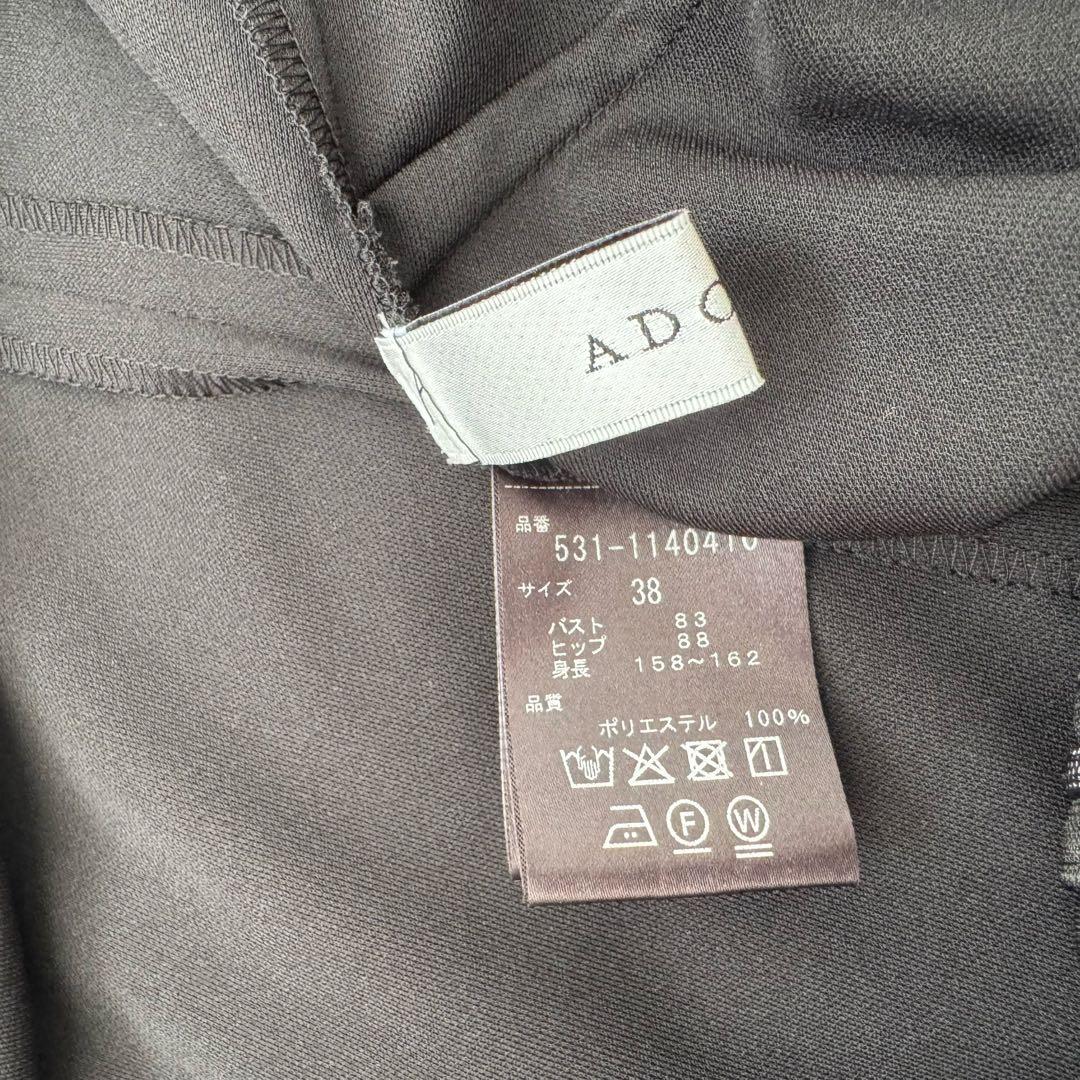 ADO
品番
531-1140410
サイズ 38
バスト 83
ヒップ 88
身長 158～162
品質
ポリエステル 100%
F W